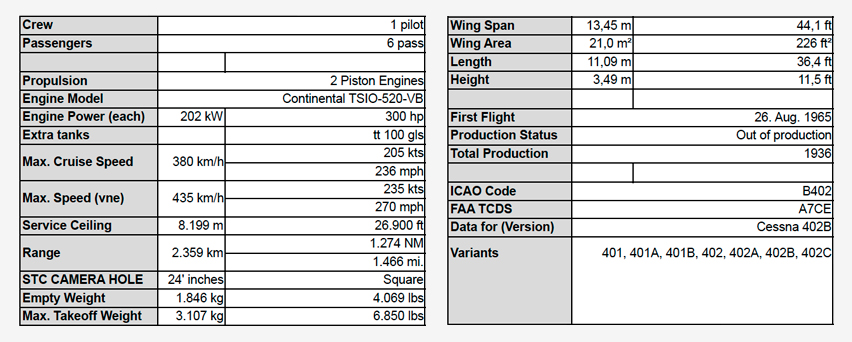 Crew 1 pilot
Passengers 6 pass
Propulsion 2 Piston Engines
Engine Model Continental TSIO-520-VB
Engine Power (each) 202 kW 300 hp
Extra tanks tt 100 gls
Max. Cruise Speed 380 km/h 205 kts
236 mph
Max. Speed (vne) 435 km/h 235 kts
270 mph
Service Ceiling 8.199 m 26.900 ft
Range 2.359 km 1.274 NM
1.466 mi.
STC CAMERA HOLE 24' inches Square
Empty Weight 1.846 kg 4.069 lbs
Max. Takeoff Weight 3.107 kg 6.850 lbs
Wing Span 13,45 m 44,1 ft
Wing Area 21,0 m² 226 ft²
Length 11,09 m 36,4 ft
Height 3,49 m 11,5 ft
First Flight 26. Aug. 1965
Production Status Out of production
Total Production 1936
ICAO Code B402
FAA TCDS A7CE
Data for (Version) Cessna 402B
Variants 401, 401A, 401B, 402, 402A, 402B, 402C